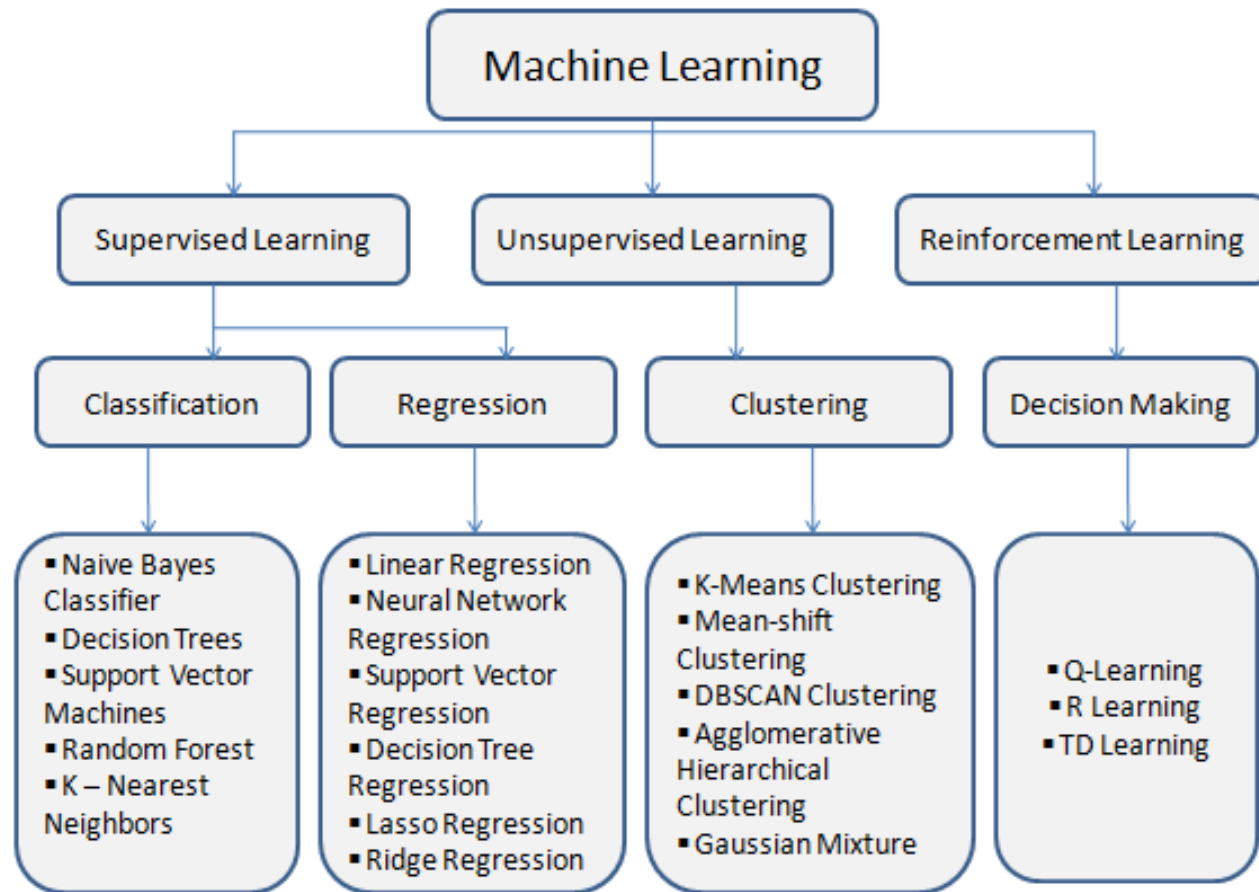 Machine Learning
Supervised Learning
Unsupervised Learning
Reinforcement Learning
Classification
Regression
Clustering
Decision Making
▪ Naive Bayes
Classifier
▪ Decision Trees
▪ Support Vector
Machines
▪ Random Forest
▪ K – Nearest
Neighbors
▪ Linear Regression
▪ Neural Network
Regression
▪ Support Vector
Regression
▪ Decision Tree
Regression
▪ Lasso Regression
▪ Ridge Regression
▪ K-Means Clustering
▪ Mean-shift
Clustering
▪ DBSCAN Clustering
▪ Agglomerative
Hierarchical
Clustering
▪ Gaussian Mixture
▪ Q-Learning
▪ R Learning
▪ TD Learning